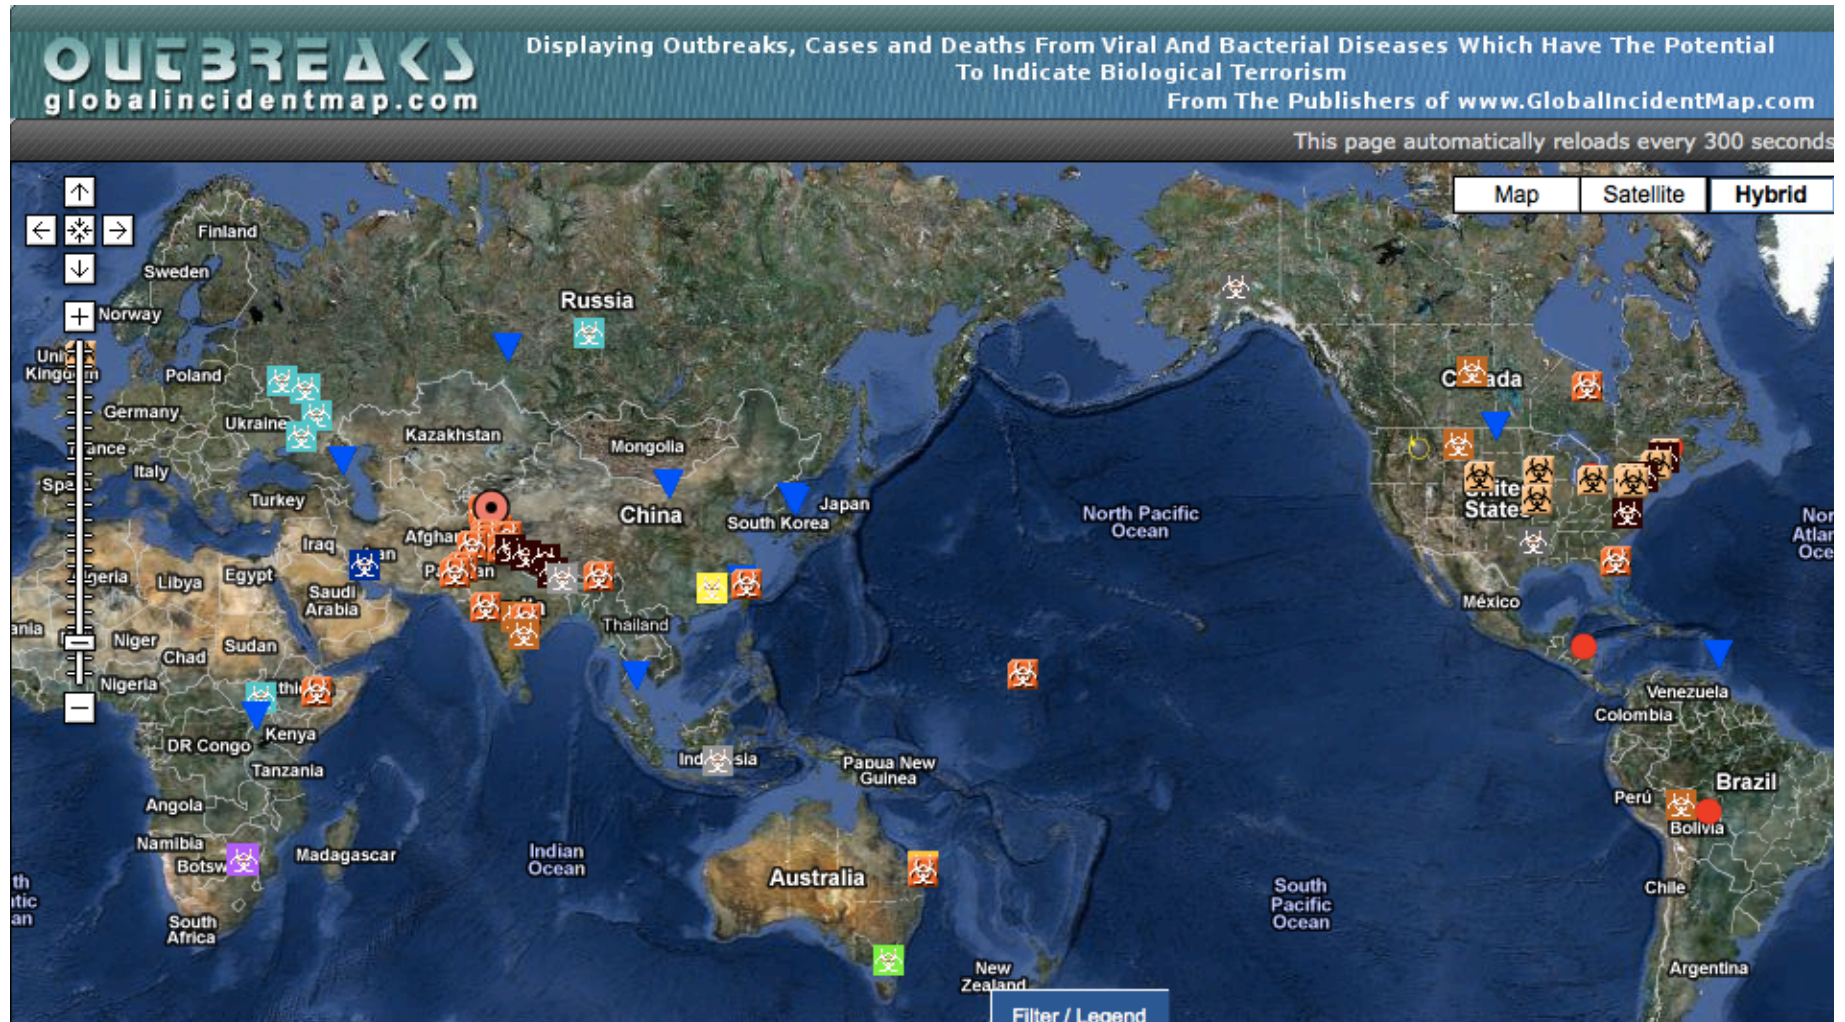 OUTBREAKS
globalincidentmap.com
Displaying Outbreaks, Cases and Deaths From Viral And Bacterial Diseases Which Have The Potential
To Indicate Biological Terrorism
From The Publishers of www.GlobalIncidentMap.com
This page automatically reloads every 300 seconds
Map Satellite Hybrid
Finland
Sweden
Russia
Norway
Kingdom
Poland
Canada
Germany
Ukraine
Kazakhstan
Mongolia
Italy
Turkey
China
Japan
South Korea
North Pacific
Ocean
United
States
Iraq
Libya
Egypt
Saudi
Arabia
México
Thailand
Niger
Chad
Sudan
Nigeria
Venezuela
Colombia
DR Congo
Kenya
Tanzania
Papua New
Guinea
Brazil
Perú
Angola
Bolivia
Namibia
Madagascar
Indian
Ocean
Australia
South
Pacific
Ocean
Chile
South
Africa
New
Zealand
Argentina
Filter / Legend